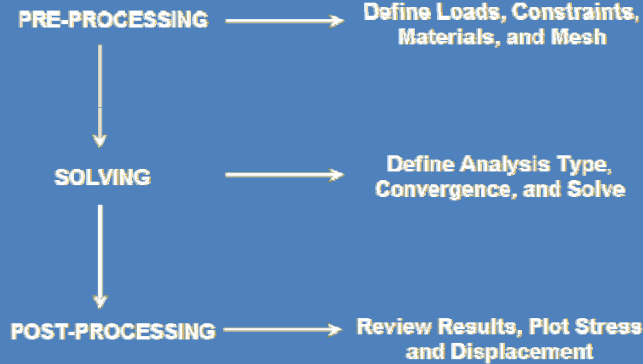 PRE-PROCESSING
Define Loads, Constraints,
Materials, and Mesh
SOLVING
Define Analysis Type,
Convergence, and Solve
POST-PROCESSING
Review Results, Plot Stress
and Displacement